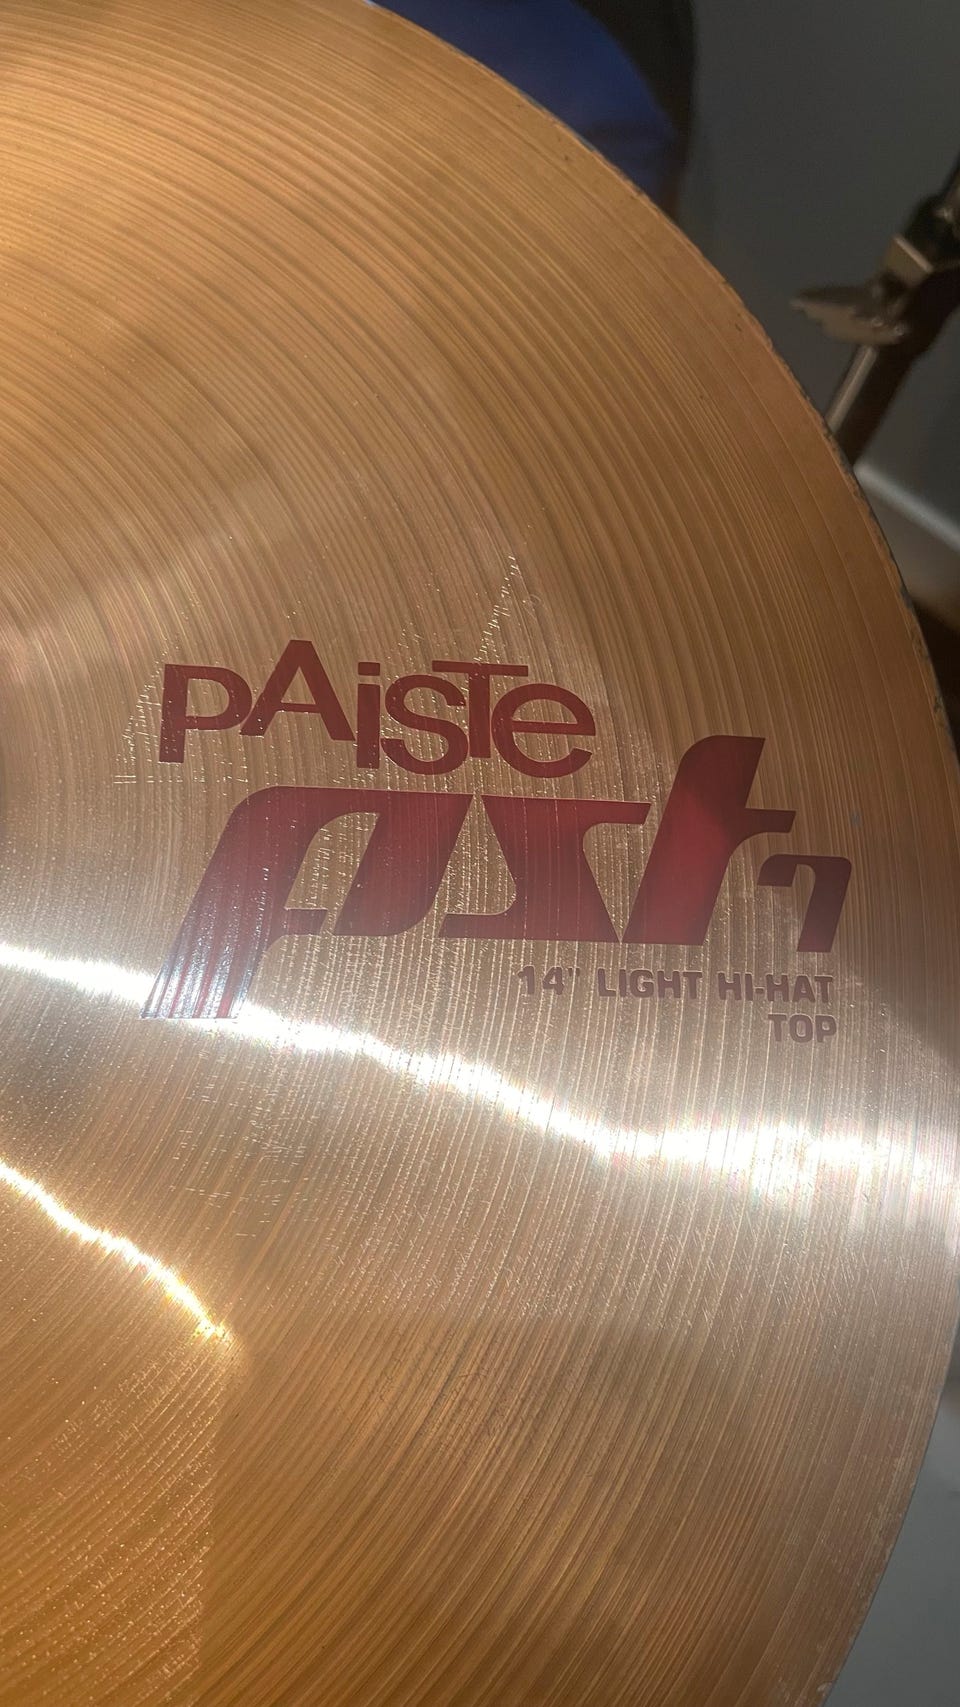 PAiSTe
pst7
14" LIGHT HI-HAT
TOP